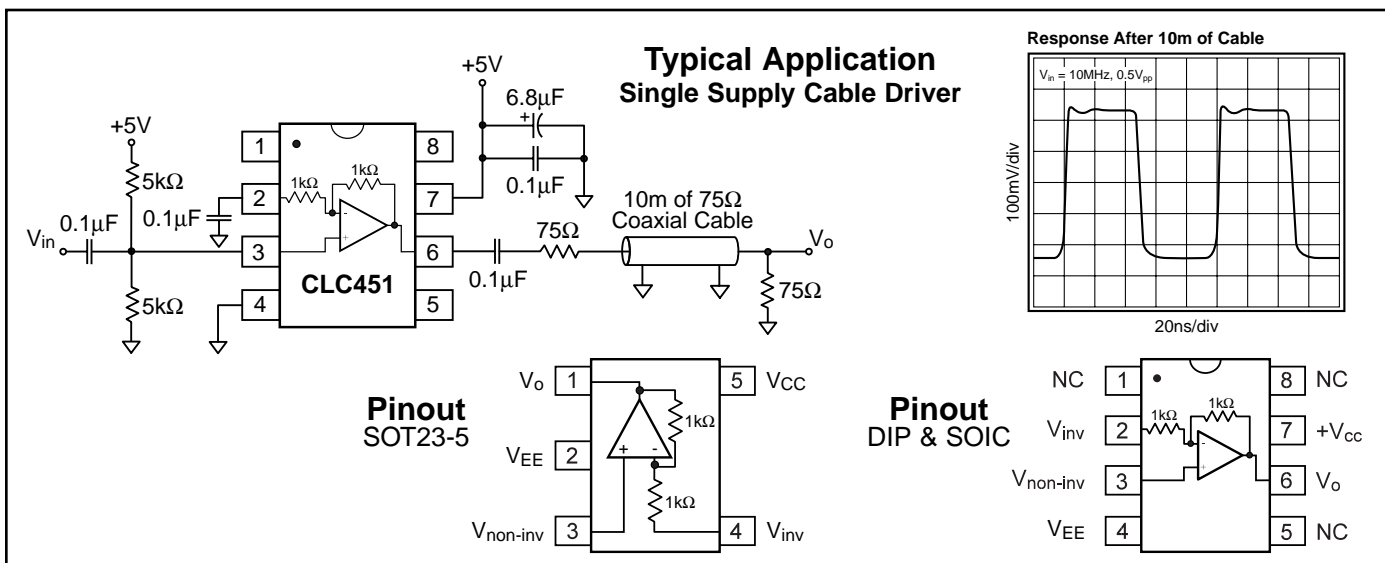 Typical Application
Single Supply Cable Driver
+5V
6.8µF
+
0.1µF
+5V
5kΩ
5kΩ
0.1µF
Vin
0.1µF
1
2
3
4
8
7
6
5
1kΩ
1kΩ
-
+
CLC451
0.1µF
75Ω
10m of 75Ω
Coaxial Cable
Vo
75Ω
Response After 10m of Cable
Vin = 10MHz, 0.5Vpp
100mV/div
20ns/div
Pinout
SOT23-5
Vo
1
VEE
2
Vnon-inv
3
5
VCC
4
Vinv
1kΩ
1kΩ
+
-
Pinout
DIP & SOIC
NC
1
Vinv
2
Vnon-inv
3
VEE
4
8
NC
7
+Vcc
6
Vo
5
NC
1kΩ
1kΩ
-
+